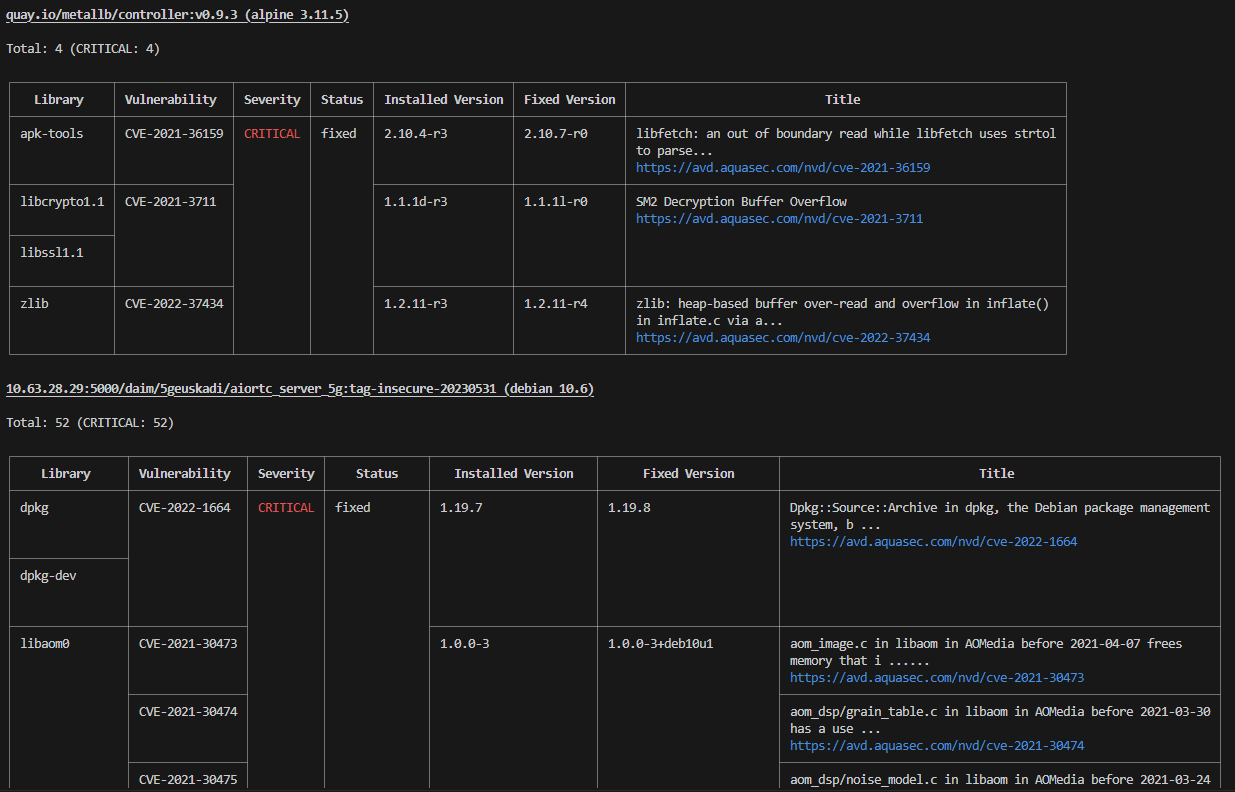 quay.io/metallb/controller:v0.9.3 (alpine 3.11.5)
Total: 4 (CRITICAL: 4)
Library Vulnerability Severity Status Installed Version Fixed Version Title
apk-tools CVE-2021-36159 CRITICAL fixed 2.10.4-r3 2.10.7-r0 libfetch: an out of boundary read while libfetch uses strtol
to parse...
https://avd.aquasec.com/nvd/cve-2021-36159
libcrypto1.1 CVE-2021-3711 1.1.1d-r3 1.1.1l-r0 SM2 Decryption Buffer Overflow
https://avd.aquasec.com/nvd/cve-2021-3711
libssl1.1
zlib CVE-2022-37434 1.2.11-r3 1.2.11-r4 zlib: heap-based buffer over-read and overflow in inflate()
in inflate.c via a...
https://avd.aquasec.com/nvd/cve-2022-37434
10.63.28.29:5000/daim/5geuskadi/aiortc_server_5g:tag-insecure-20230531 (debian 10.6)
Total: 52 (CRITICAL: 52)
Library Vulnerability Severity Status Installed Version Fixed Version Title
dpkg CVE-2022-1664 CRITICAL fixed 1.19.7 1.19.8 Dpkg::Source::Archive in dpkg, the Debian package management
system, b ...
https://avd.aquasec.com/nvd/cve-2022-1664
dpkg-dev
libaom0 CVE-2021-30473 1.0.0-3 1.0.0-3+deb10u1 aom_image.c in libaom in AOMedia before 2021-04-07 frees
memory that i ......
https://avd.aquasec.com/nvd/cve-2021-30473
CVE-2021-30474 aom_dsp/grain_table.c in libaom in AOMedia before 2021-03-30
has a use ...
https://avd.aquasec.com/nvd/cve-2021-30474
CVE-2021-30475 aom_dsp/noise_model.c in libaom in AOMedia before 2021-03-24